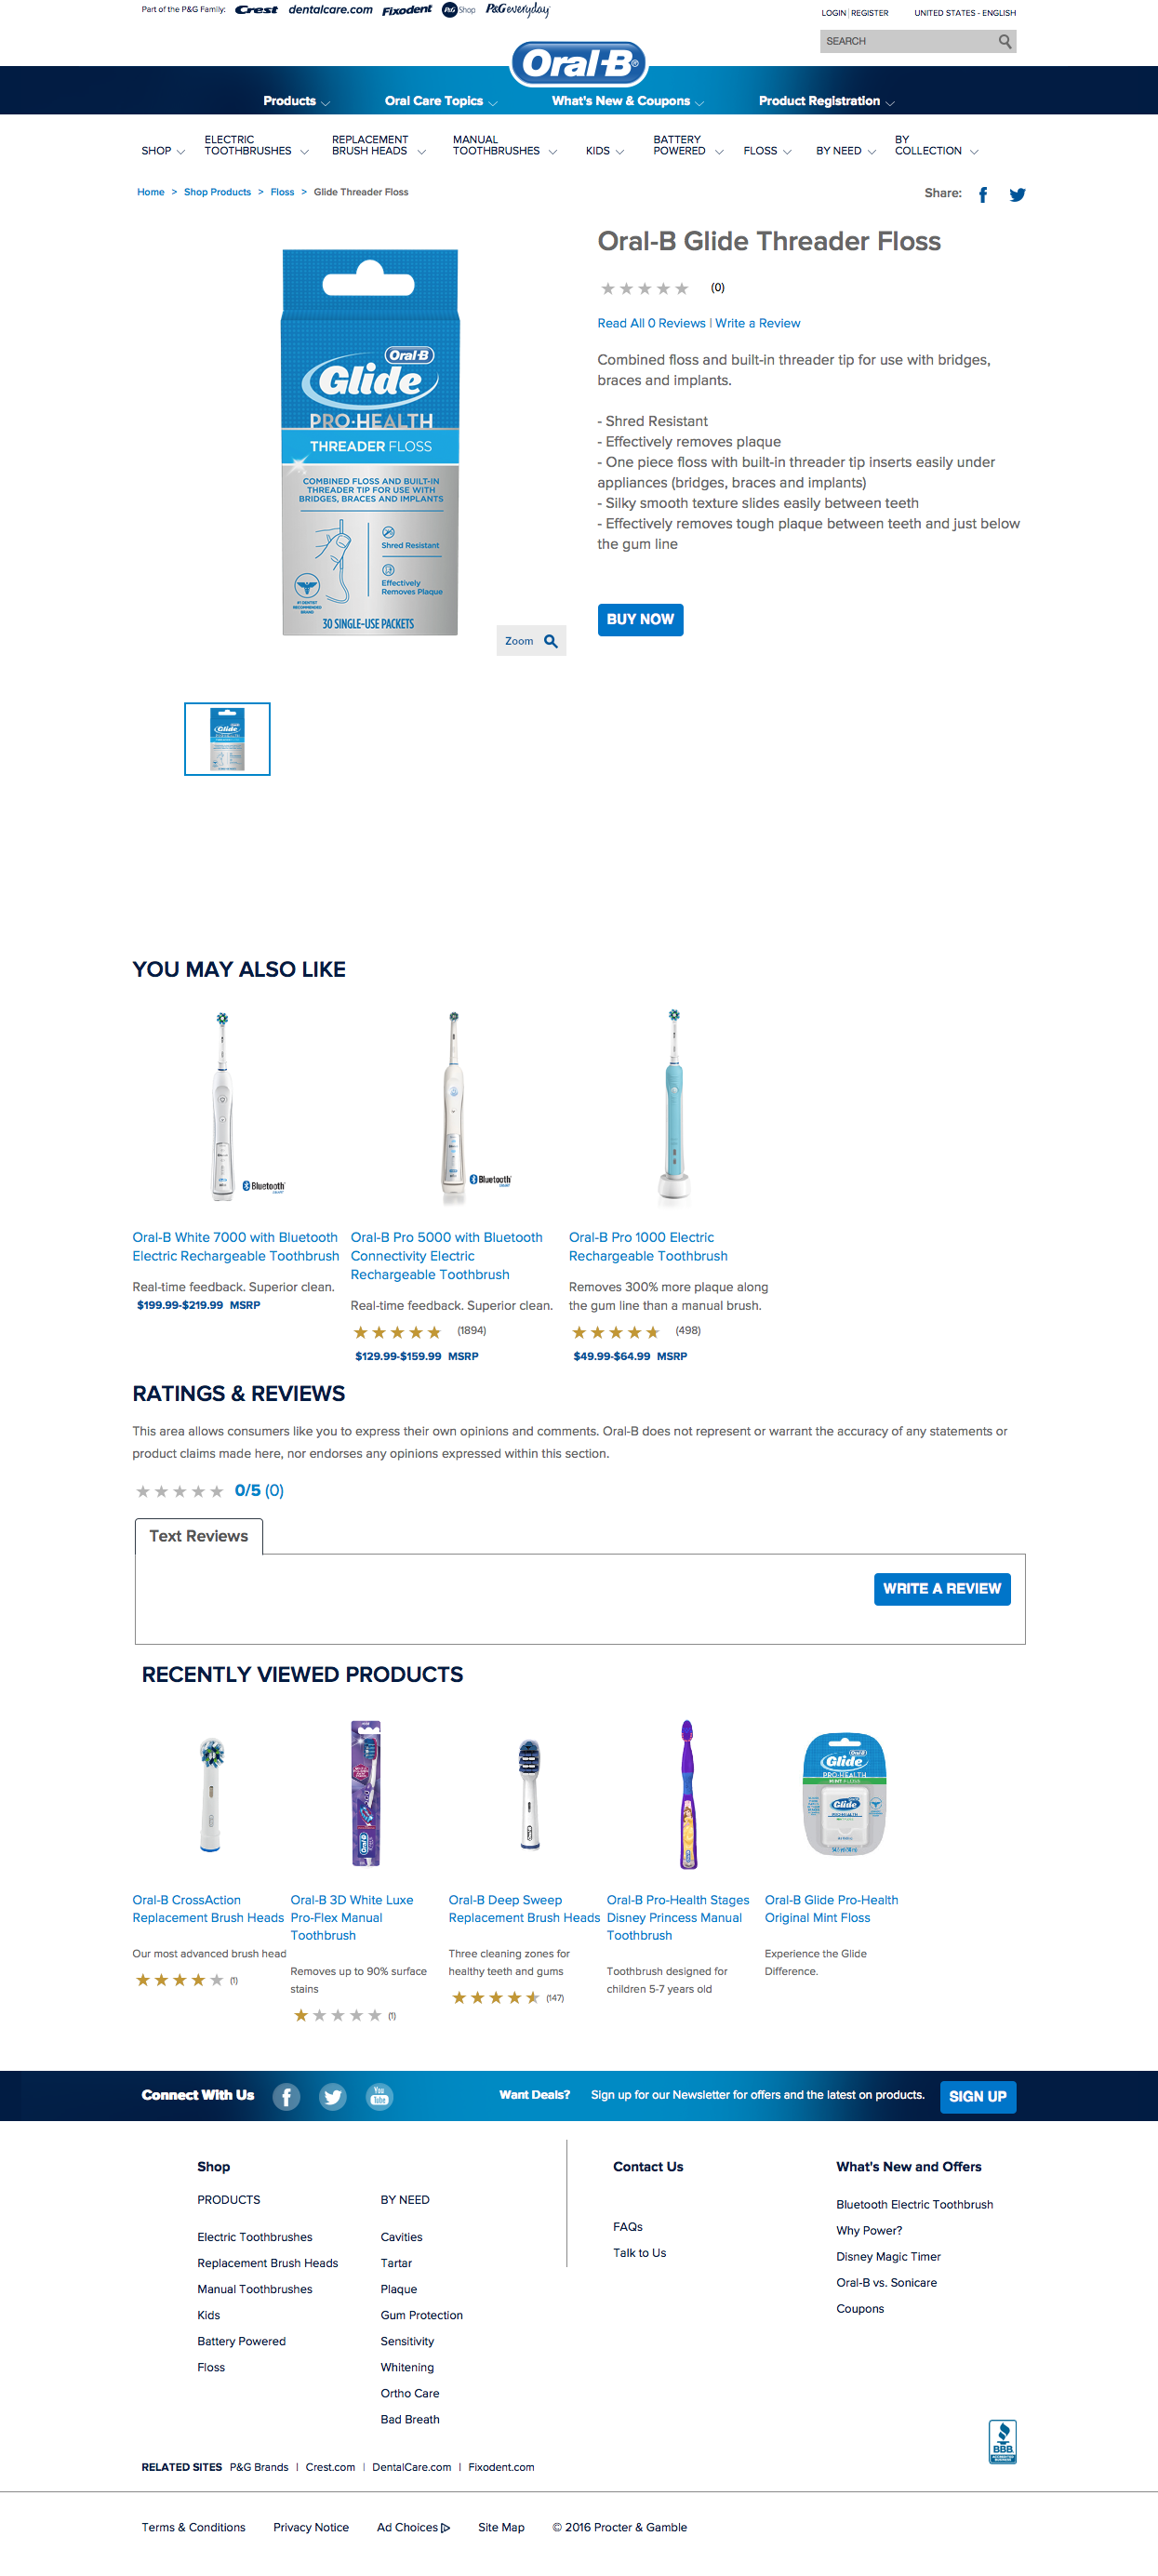 Part of the P&G Family: Crest dentalcare.com Fixodent P&G Shop P&G everyday
LOGIN | REGISTER UNITED STATES - ENGLISH
SEARCH
Oral-B®
Products Oral Care Topics What's New & Coupons Product Registration
SHOP ELECTRIC TOOTHBRUSHES REPLACEMENT BRUSH HEADS MANUAL TOOTHBRUSHES KIDS BATTERY POWERED FLOSS BY NEED BY COLLECTION
Home > Shop Products > Floss > Glide Threader Floss
Share:
Oral-B
Glide
PRO-HEALTH
THREADER FLOSS
COMBINED FLOSS AND BUILT-IN
THREADER TIP FOR USE WITH
BRIDGES, BRACES AND IMPLANTS
Shred Resistant
Effectively
Removes Plaque
#1 DENTIST
RECOMMENDED
BRAND
30 SINGLE-USE PACKETS
Zoom
Oral-B Glide Threader Floss
(0)
Read All 0 Reviews | Write a Review
Combined floss and built-in threader tip for use with bridges,
braces and implants.
- Shred Resistant
- Effectively removes plaque
- One piece floss with built-in threader tip inserts easily under
appliances (bridges, braces and implants)
- Silky smooth texture slides easily between teeth
- Effectively removes tough plaque between teeth and just below
the gum line
BUY NOW
Glide
YOU MAY ALSO LIKE
Bluetooth
Bluetooth
Oral-B White 7000 with Bluetooth
Electric Rechargeable Toothbrush
Real-time feedback. Superior clean.
$199.99-$219.99 MSRP
Oral-B Pro 5000 with Bluetooth
Connectivity Electric
Rechargeable Toothbrush
Real-time feedback. Superior clean.
(1894)
$129.99-$159.99 MSRP
Oral-B Pro 1000 Electric
Rechargeable Toothbrush
Removes 300% more plaque along
the gum line than a manual brush.
(498)
$49.99-$64.99 MSRP
RATINGS & REVIEWS
This area allows consumers like you to express their own opinions and comments. Oral-B does not represent or warrant the accuracy of any statements or
product claims made here, nor endorses any opinions expressed within this section.
0/5 (0)
Text Reviews
WRITE A REVIEW
RECENTLY VIEWED PRODUCTS
Oral-B
Oral-B
Glide
PRO-HEALTH
Glide
Oral-B CrossAction
Replacement Brush Heads
Our most advanced brush head
(1)
Oral-B 3D White Luxe
Pro-Flex Manual
Toothbrush
Removes up to 90% surface
stains
(1)
Oral-B Deep Sweep
Replacement Brush Heads
Three cleaning zones for
healthy teeth and gums
(147)
Oral-B Pro-Health Stages
Disney Princess Manual
Toothbrush
Toothbrush designed for
children 5-7 years old
Oral-B Glide Pro-Health
Original Mint Floss
Experience the Glide
Difference.
Connect With Us You Tube Want Deals? Sign up for our Newsletter for offers and the latest on products. SIGN UP
Shop
PRODUCTS
Electric Toothbrushes
Replacement Brush Heads
Manual Toothbrushes
Kids
Battery Powered
Floss
BY NEED
Cavities
Tartar
Plaque
Gum Protection
Sensitivity
Whitening
Ortho Care
Bad Breath
Contact Us
FAQs
Talk to Us
What's New and Offers
Bluetooth Electric Toothbrush
Why Power?
Disney Magic Timer
Oral-B vs. Sonicare
Coupons
BBB
RELATED SITES P&G Brands | Crest.com | DentalCare.com | Fixodent.com
Terms & Conditions Privacy Notice Ad Choices Site Map © 2016 Procter & Gamble